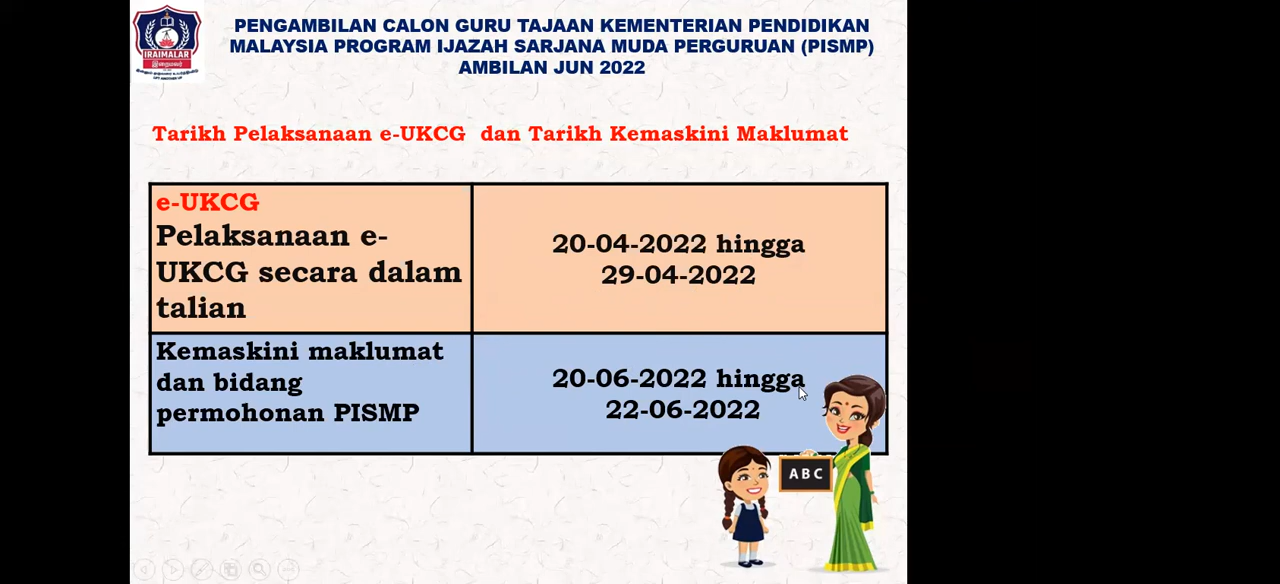 PENGAMBILAN CALON GURU TAJAAN KEMENTERIAN PENDIDIKAN
MALAYSIA PROGRAM IJAZAH SARJANA MUDA PERGURUAN (PISMP)
AMBILAN JUN 2022
IRAIMALAR
இறைமலர்
Tarikh Pelaksanaan e-UKCG dan Tarikh Kemaskini Maklumat
e-UKCG
Pelaksanaan e-
UKCG secara dalam
talian
20-04-2022 hingga
29-04-2022
Kemaskini maklumat
dan bidang
permohonan PISMP
20-06-2022 hingga
22-06-2022
ABC